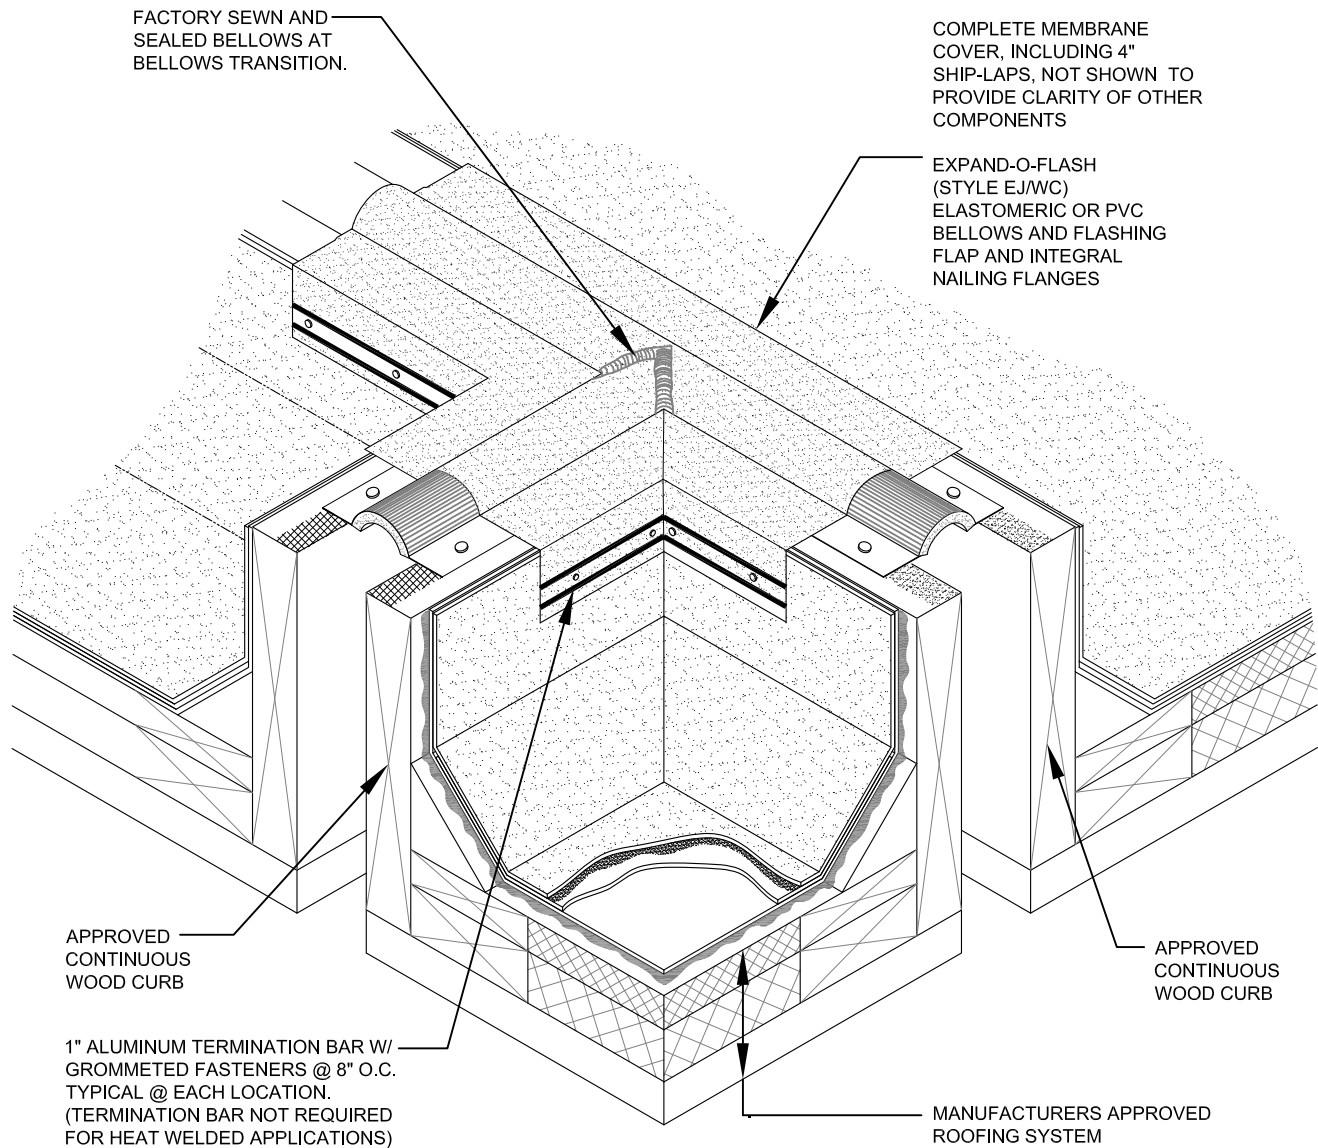 FACTORY SEWN AND
SEALED BELLOWS AT
BELLOWS TRANSITION.
COMPLETE MEMBRANE
COVER, INCLUDING 4"
SHIP-LAPS, NOT SHOWN TO
PROVIDE CLARITY OF OTHER
COMPONENTS
EXPAND-O-FLASH
(STYLE EJ/WC)
ELASTOMERIC OR PVC
BELLOWS AND FLASHING
FLAP AND INTEGRAL
NAILING FLANGES
APPROVED
CONTINUOUS
WOOD CURB
APPROVED
CONTINUOUS
WOOD CURB
1" ALUMINUM TERMINATION BAR W/
GROMMETED FASTENERS @ 8" O.C.
TYPICAL @ EACH LOCATION.
(TERMINATION BAR NOT REQUIRED
FOR HEAT WELDED APPLICATIONS)
MANUFACTURERS APPROVED
ROOFING SYSTEM